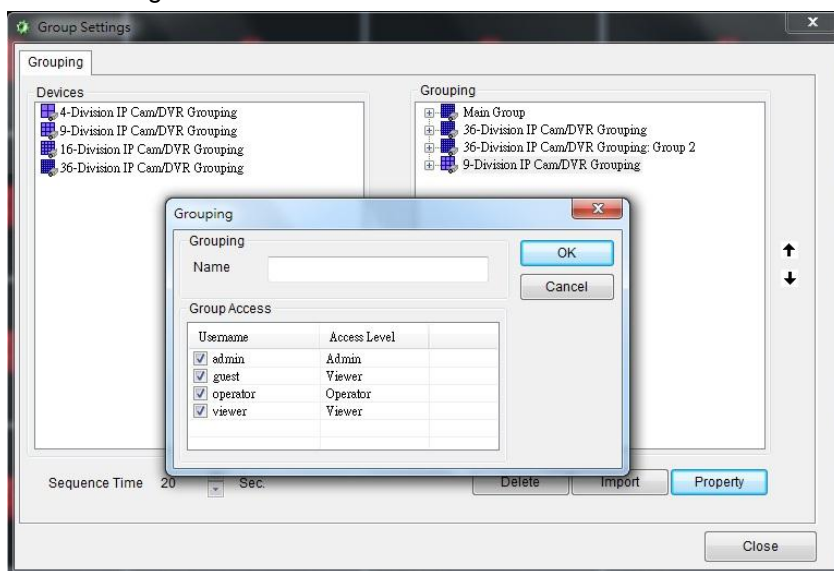 Group Settings
x
Grouping
Devices
4-Division IP Cam/DVR Grouping
9-Division IP Cam/DVR Grouping
16-Division IP Cam/DVR Grouping
36-Division IP Cam/DVR Grouping
Grouping
Main Group
36-Division IP Cam/DVR Grouping
36-Division IP Cam/DVR Grouping: Group 2
9-Division IP Cam/DVR Grouping
Grouping
x
Grouping
Name
OK
Cancel
Group Access
Username Access Level
admin Admin
guest Viewer
operator Operator
viewer Viewer
Sequence Time 20 Sec.
Delete Import Property
Close